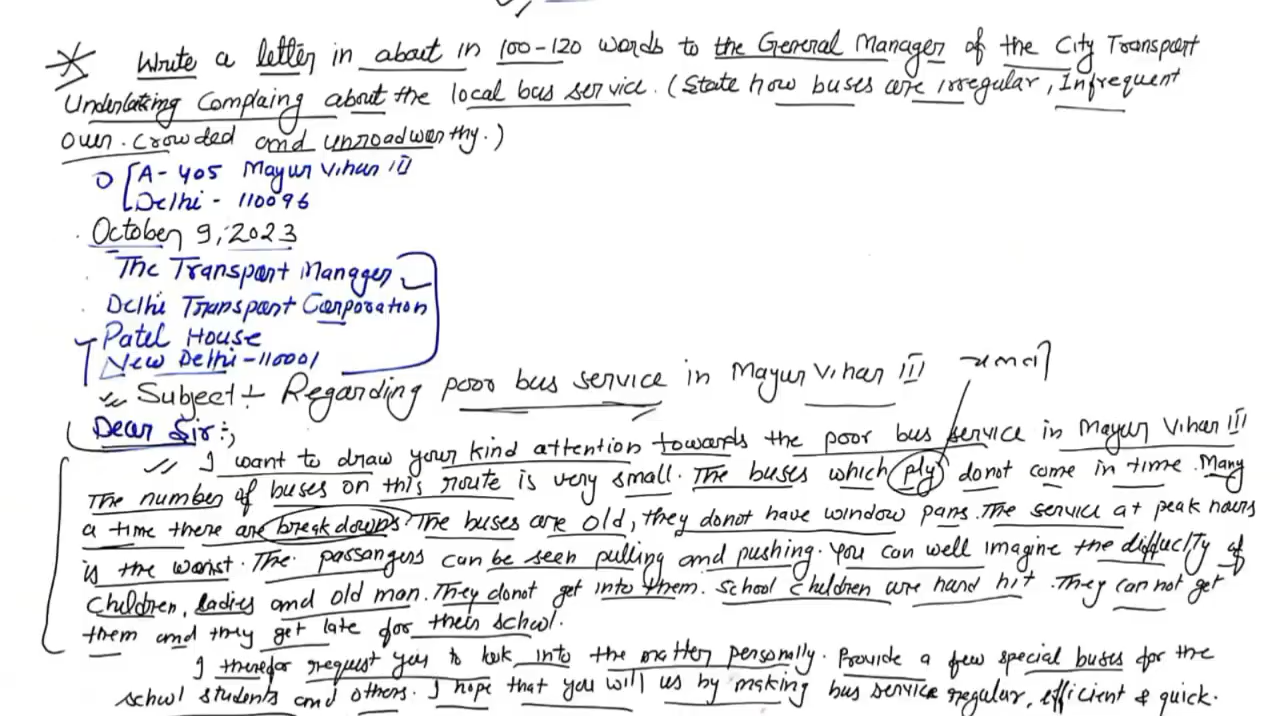 Write a letter in about in 100-120 words to the General Manager of the City Transport
Undertaking Complaing about the local bus service. (State how buses are irregular, Infrequent
over. crowded and unroadworthy.)
A-405 Mayur Vihar III
Delhi - 110096
October 9, 2023
The Transport Manager
Delhi Transport Corporation
Patel House
New Delhi-110001
Subject:- Regarding poor bus service in Mayur Vihar III
Dear Sir:,
I want to draw your kind attention towards the poor bus service in Mayur Vihar III
The number of buses on this route is very small. The buses which ply donot come in time. Many
a time there are break downs. The buses are old, they donot have window pans. The service at peak hours
is the worst. The passangers can be seen pulling and pushing. You can well imagine the difficulty of
children, ladies and old man. They donot get into them. School children are hard hit. They can not get
them and they get late for their school.
I therefor request you to look into the matter personally. Provide a few special buses for the
school students and others. I hope that you will us by making bus service regular, efficient & quick.